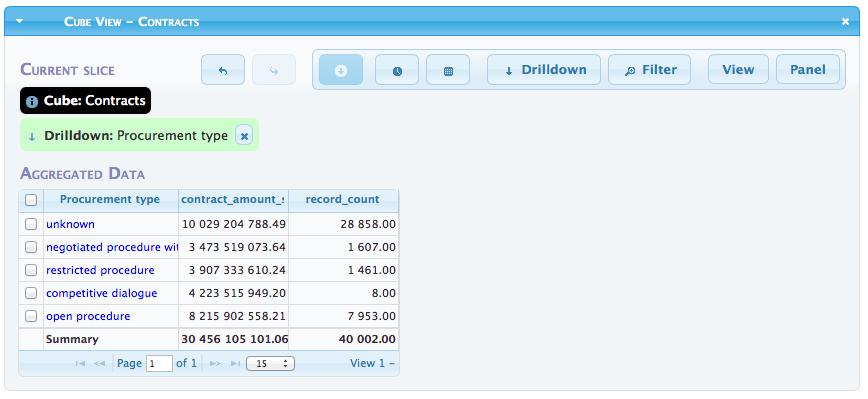 Cube View – Contracts
Current slice
Drilldown Filter View Panel
Cube: Contracts
Drilldown: Procurement type
Aggregated Data
Procurement type contract_amount_s record_count
unknown 10 029 204 788.49 28 858.00
negotiated procedure wit 3 473 519 073.64 1 607.00
restricted procedure 3 907 333 610.24 1 461.00
competitive dialogue 4 223 515 949.20 8.00
open procedure 8 215 902 558.21 7 953.00
Summary 30 456 105 101.06 40 002.00
Page 1 of 1 15 View 1 –